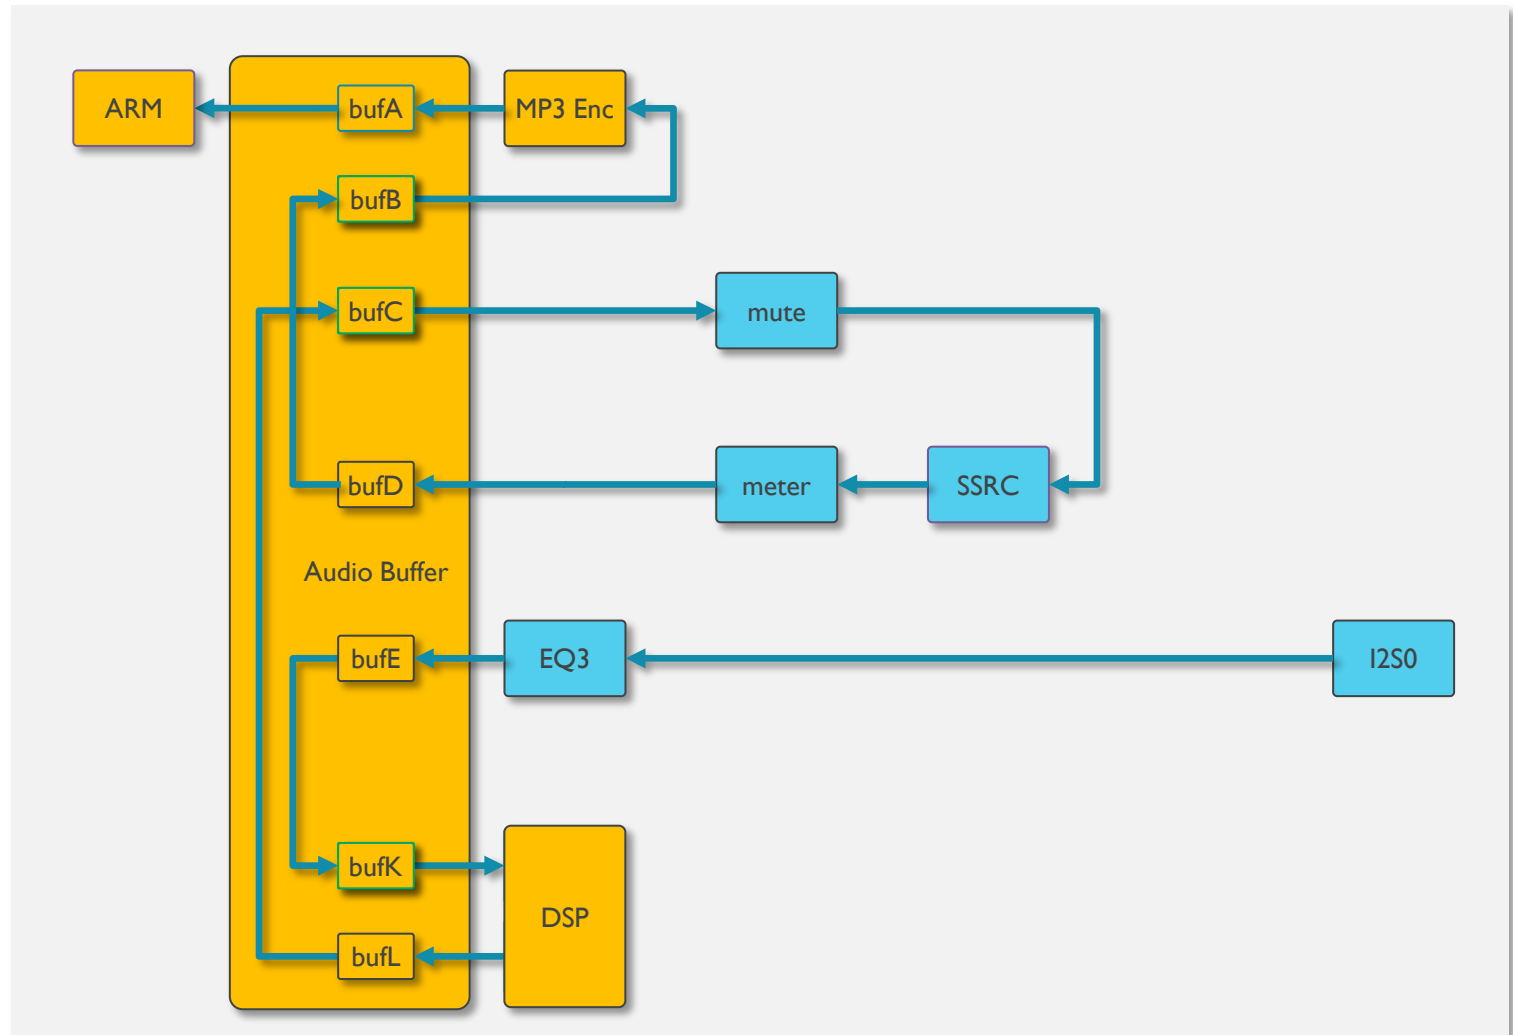 ARM
bufA
MP3 Enc
bufB
bufC
mute
bufD
meter
SSRC
Audio Buffer
bufE
EQ3
I2S0
bufK
DSP
bufL